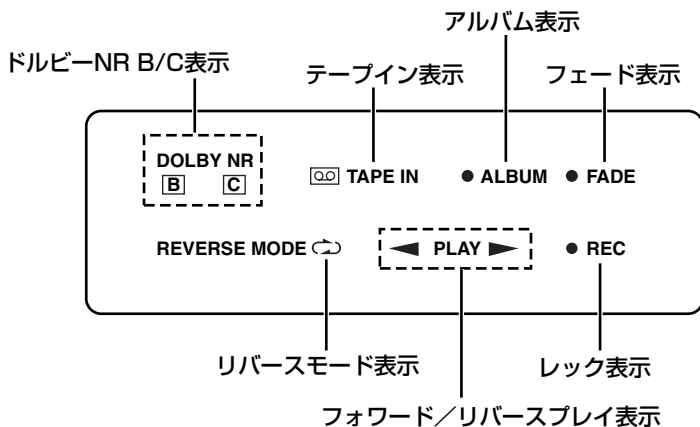 アルバム表示
ドルビーNR B/C表示
テープイン表示
フェード表示
DOLBY NR
B C
TAPE IN
● ALBUM
● FADE
REVERSE MODE
◀ PLAY ▶
● REC
リバースモード表示
レック表示
フォワード／リバースプレイ表示